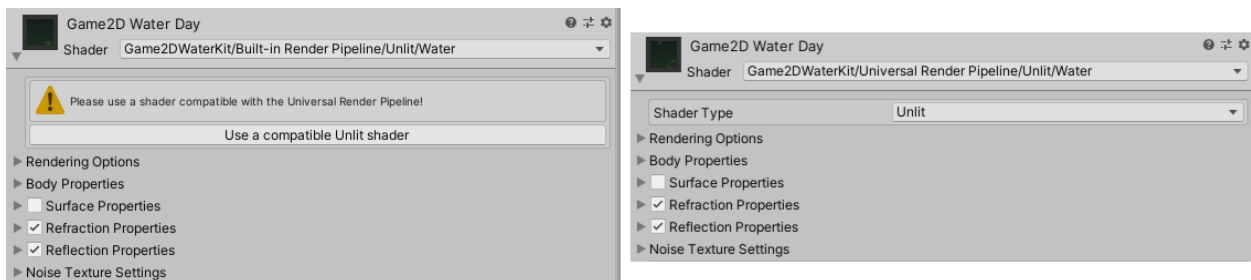 Game2D Water Day
Shader Game2DWaterKit/Built-in Render Pipeline/Unlit/Water
Please use a shader compatible with the Universal Render Pipeline!
Use a compatible Unlit shader
Rendering Options
Body Properties
Surface Properties
Refraction Properties
Reflection Properties
Noise Texture Settings
Game2D Water Day
Shader Game2DWaterKit/Universal Render Pipeline/Unlit/Water
Shader Type Unlit
Rendering Options
Body Properties
Surface Properties
Refraction Properties
Reflection Properties
Noise Texture Settings